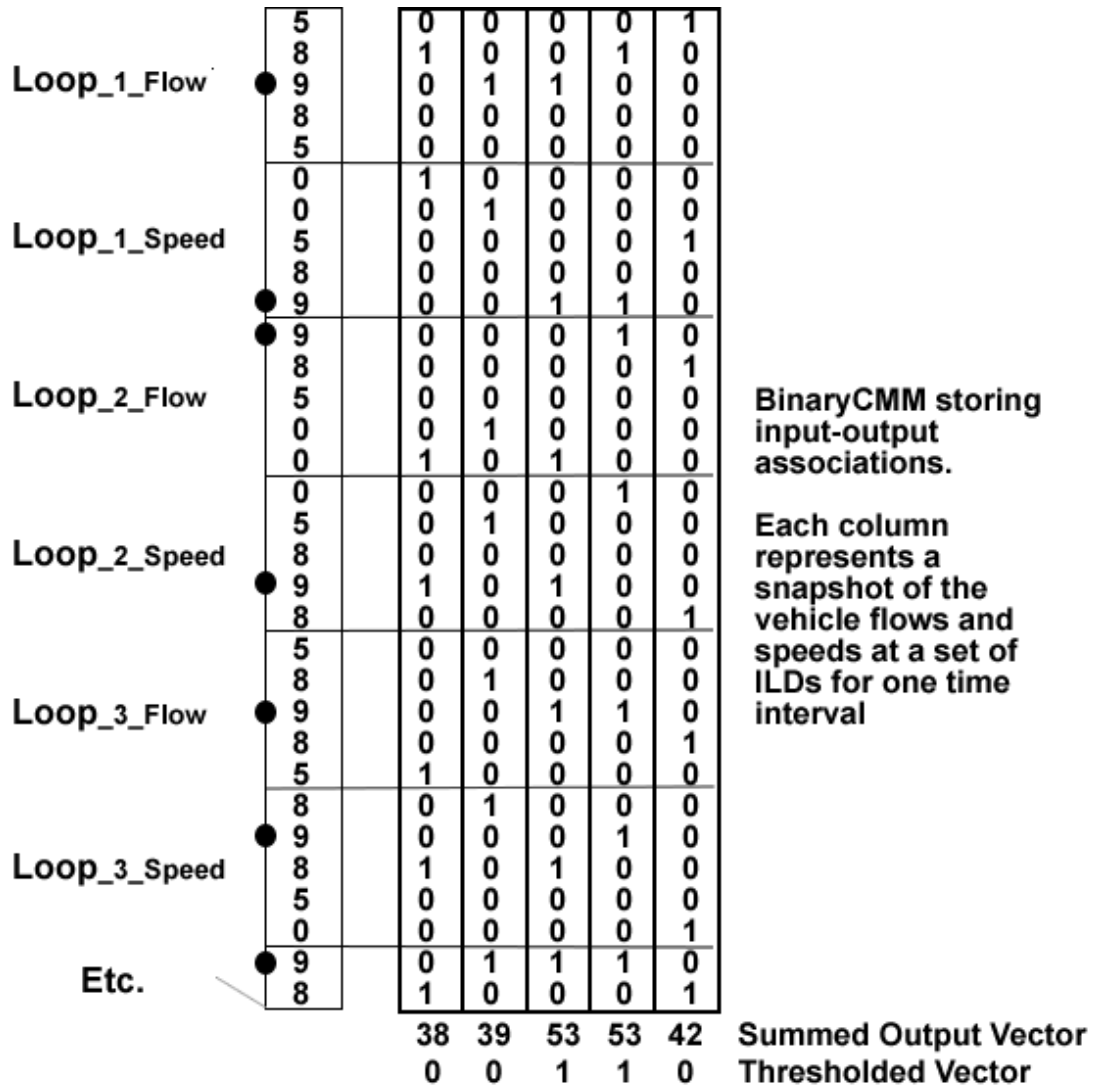 5 0 0 0 0 1
8 1 0 0 1 0
Loop_1_Flow 9 0 1 1 0 0
8 0 0 0 0 0
5 0 0 0 0 0
0 1 0 0 0 0
0 0 1 0 0 0
Loop_1_Speed 5 0 0 0 0 1
8 0 0 0 0 0
9 0 0 1 1 0
9 0 0 0 1 0
8 0 0 0 0 1
Loop_2_Flow 5 0 0 0 0 0
0 0 1 0 0 0
0 1 0 1 0 0
0 0 0 0 1 0
5 0 1 0 0 0
Loop_2_Speed 8 0 0 0 0 0
9 1 0 1 0 0
8 0 0 0 0 1
5 0 0 0 0 0
8 0 1 0 0 0
Loop_3_Flow 9 0 0 1 1 0
8 0 0 0 0 1
5 1 0 0 0 0
8 0 1 0 0 0
9 0 0 0 1 0
Loop_3_Speed 8 1 0 1 0 0
5 0 0 0 0 0
0 0 0 0 0 1
9 0 1 1 1 0
Etc. 8 1 0 0 0 1
38 39 53 53 42 Summed Output Vector
0 0 1 1 0 Thresholded Vector
BinaryCMM storing
input-output
associations.
Each column
represents a
snapshot of the
vehicle flows and
speeds at a set of
ILDs for one time
interval